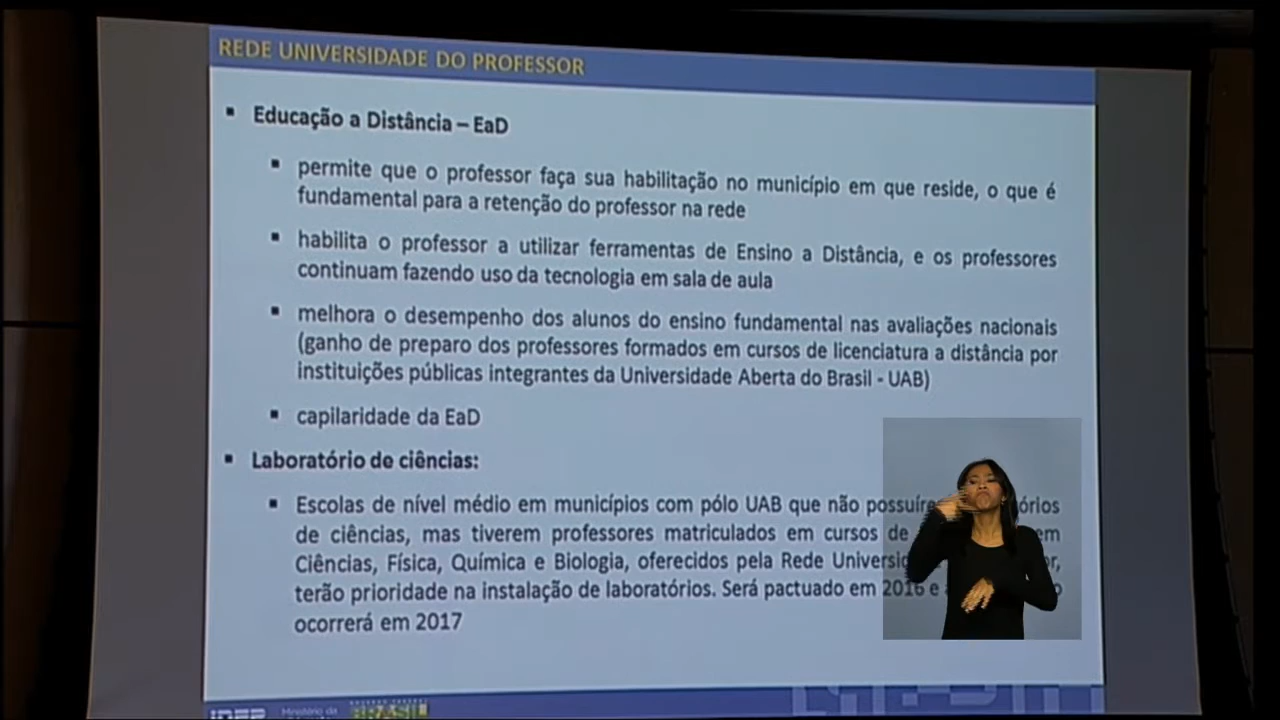 REDE UNIVERSIDADE DO PROFESSOR
▪ Educação a Distância – EaD
▪ permite que o professor faça sua habilitação no município em que reside, o que é
fundamental para a retenção do professor na rede
▪ habilita o professor a utilizar ferramentas de Ensino a Distância, e os professores
continuam fazendo uso da tecnologia em sala de aula
▪ melhora o desempenho dos alunos do ensino fundamental nas avaliações nacionais
(ganho de preparo dos professores formados em cursos de licenciatura a distância por
instituições públicas integrantes da Universidade Aberta do Brasil - UAB)
▪ capilaridade da EaD
▪ Laboratório de ciências:
▪ Escolas de nível médio em municípios com pólo UAB que não
de ciências, mas tiverem professores matriculados em cursos de em
Ciências, Física, Química e Biologia, oferecidos pela Rede
terão prioridade na instalação de laboratórios. Será pactuado em 2016 e
ocorrerá em 2017
Ministério da
BRASIL